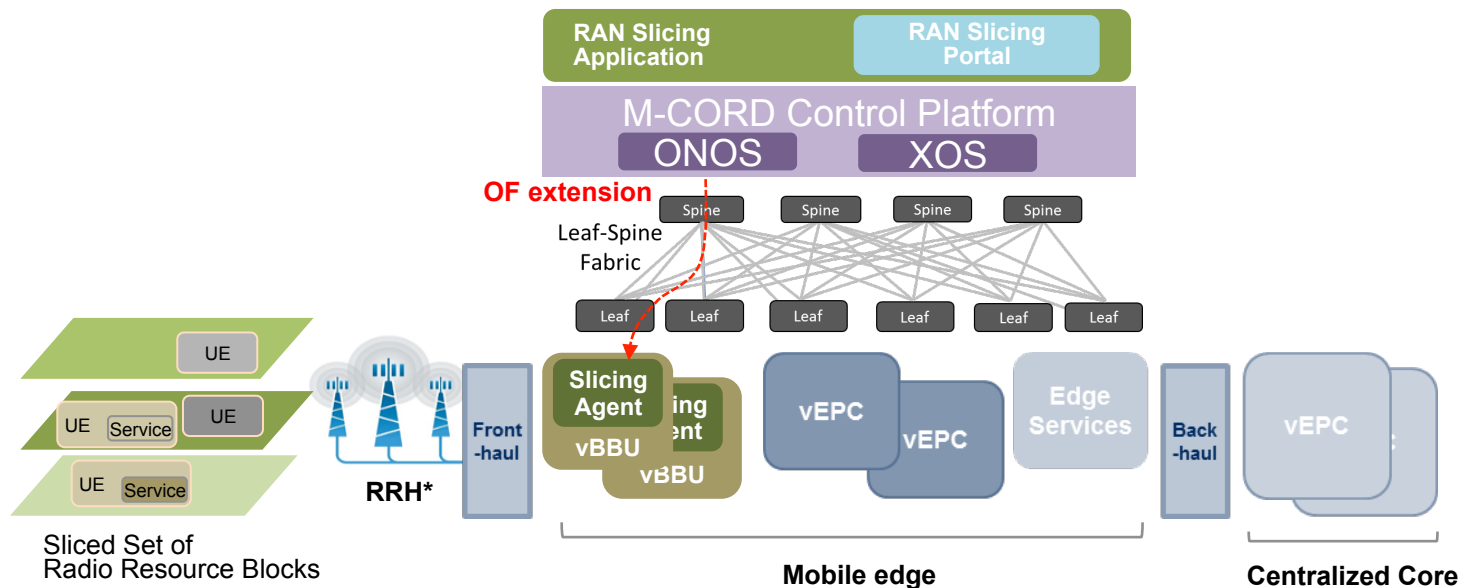 RAN Slicing
Application
RAN Slicing
Portal
M-CORD Control Platform
ONOS
XOS
OF extension
Spine
Spine
Spine
Spine
Leaf-Spine
Fabric
Leaf
Leaf
Leaf
Leaf
Leaf
Leaf
UE
UE
Service
UE
UE
Service
Sliced Set of
Radio Resource Blocks
RRH*
Front
-haul
Slicing
Agent
vBBU
ing
ent
vBBU
vEPC
vEPC
Edge
Services
Mobile edge
Back
-haul
vEPC
C
Centralized Core